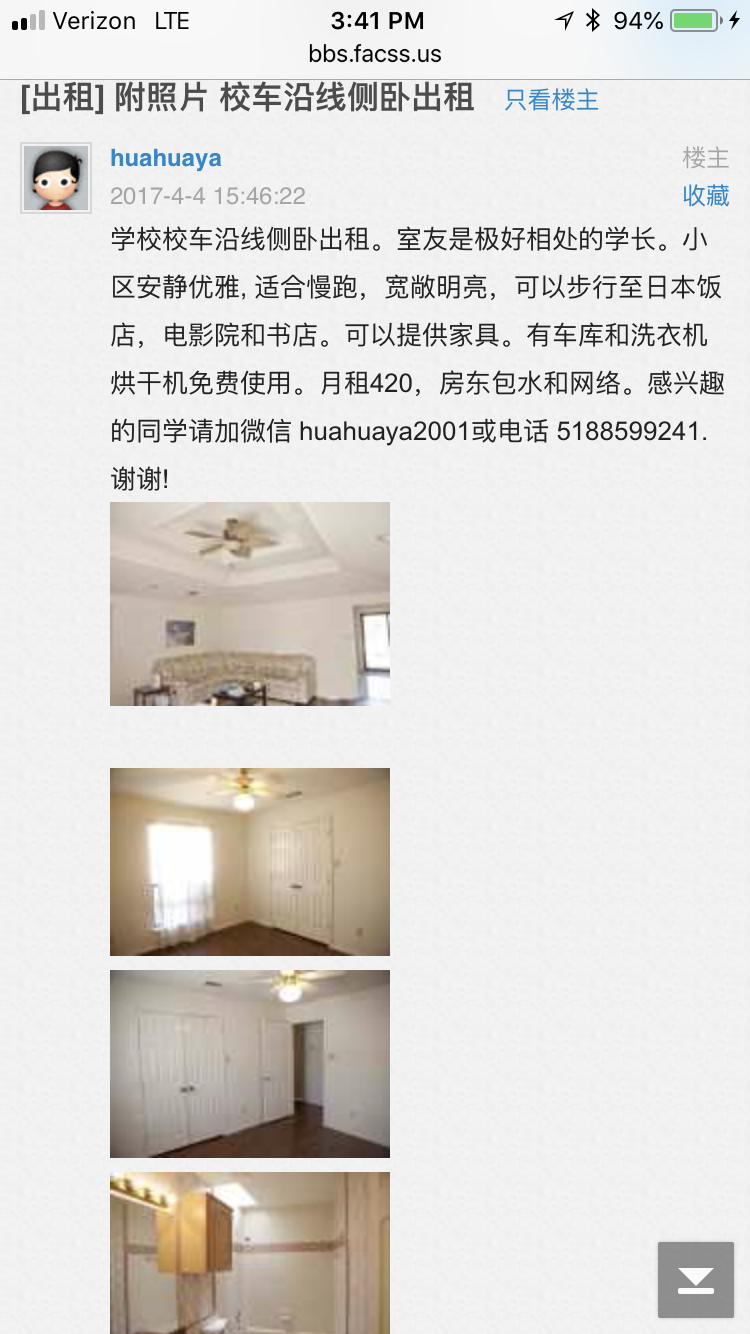 Verizon LTE 3:41 PM 94%
bbs.facss.us
[出租] 附照片 校车沿线侧卧出租 只看楼主
huahuaya 楼主
2017-4-4 15:46:22 收藏
学校校车沿线侧卧出租。室友是极好相处的学长。小
区安静优雅, 适合慢跑，宽敞明亮，可以步行至日本饭
店，电影院和书店。可以提供家具。有车库和洗衣机
烘干机免费使用。月租420，房东包水和网络。感兴趣
的同学请加微信 huahuaya2001或电话 5188599241.
谢谢!